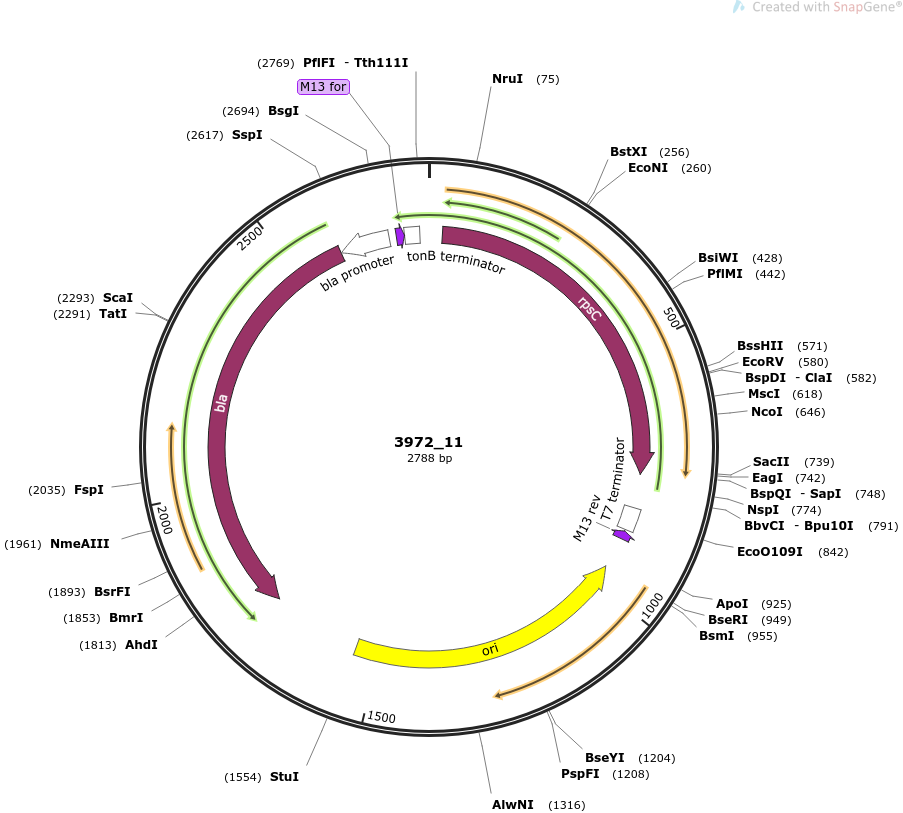 Created with SnapGene®
(2769) PflFI - Tth111I
M13 for
(2694) BsgI
(2617) SspI
NruI (75)
BstXI (256)
EcoNI (260)
BsiWI (428)
PflMI (442)
500
BssHII (571)
EcoRV (580)
BspDI - ClaI (582)
MscI (618)
NcoI (646)
SacII (739)
EagI (742)
BspQI - SapI (748)
NspI (774)
BbvCI - Bpu10I (791)
EcoO109I (842)
ApoI (925)
BseRI (949)
BsmI (955)
1000
BseYI (1204)
PspFI (1208)
AlwNI (1316)
1500
(1554) StuI
(1813) AhdI
(1853) BmrI
(1893) BsrFI
(1961) NmeAIII
2000
(2035) FspI
(2291) TatI
(2293) ScaI
2500
bla promoter
tonB terminator
rpsC
bla
T7 terminator
M13 rev
ori
3972_11
2788 bp